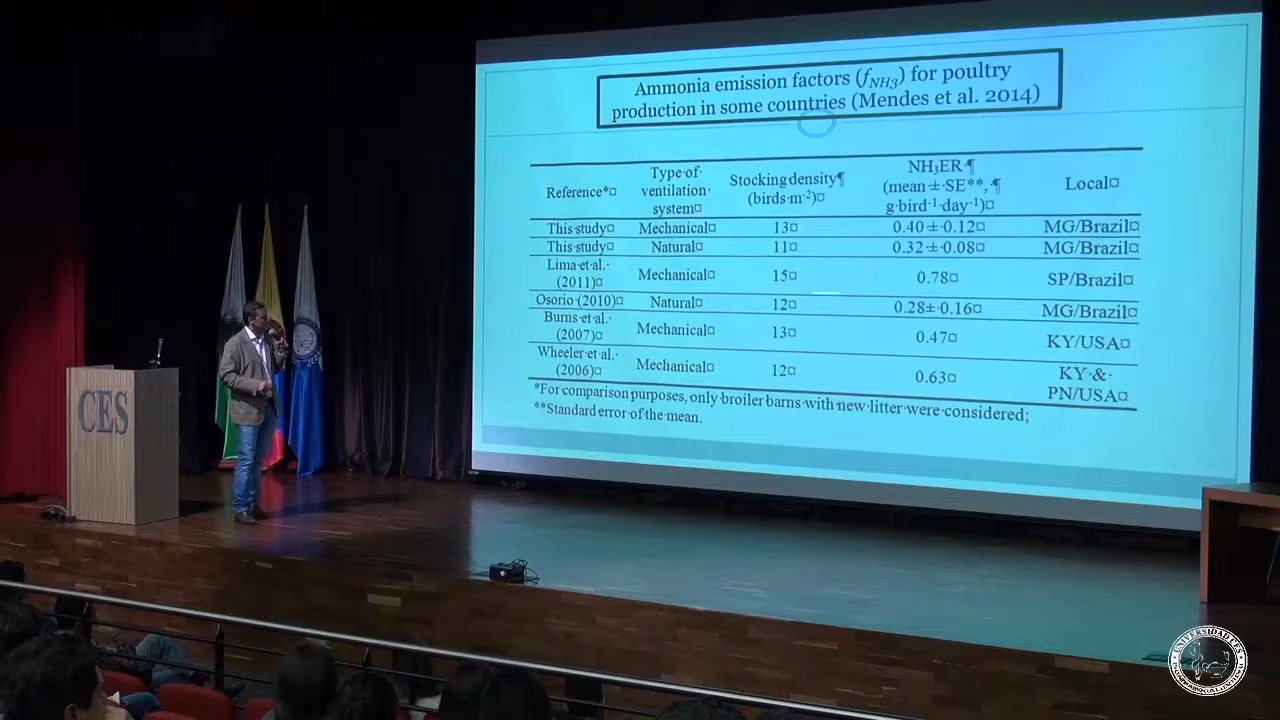 Ammonia emission factors (fNH3) for poultry
production in some countries (Mendes et al. 2014)
Reference*¤ Type·of· ventilation· system¤ Stocking density¶ (birds·m-2)¤ NH3ER·¶ (mean·±·SE**,·¶ g·bird-1·day-1)¤ Local¤
This·study¤ Mechanical¤ 13¤ 0.40·±·0.12¤ MG/Brazil¤
This·study¤ Natural¤ 11¤ 0.32·±·0.08¤ MG/Brazil¤
Lima·et·al.· (2011)¤ Mechanical¤ 15¤ 0.78¤ SP/Brazil¤
Osorio·(2010)¤ Natural¤ 12¤ 0.28±·0.16¤ MG/Brazil¤
Burns·et·al.· (2007)¤ Mechanical¤ 13¤ 0.47¤ KY/USA¤
Wheeler·et·al.· (2006)¤ Mechanical¤ 12¤ 0.63¤ KY·&· PN/USA¤
*For·comparison·purposes,·only·broiler·barns·with·new·litter·were·considered;
**Standard·error·of·the·mean.
CES
UNIVERSIDAD CES